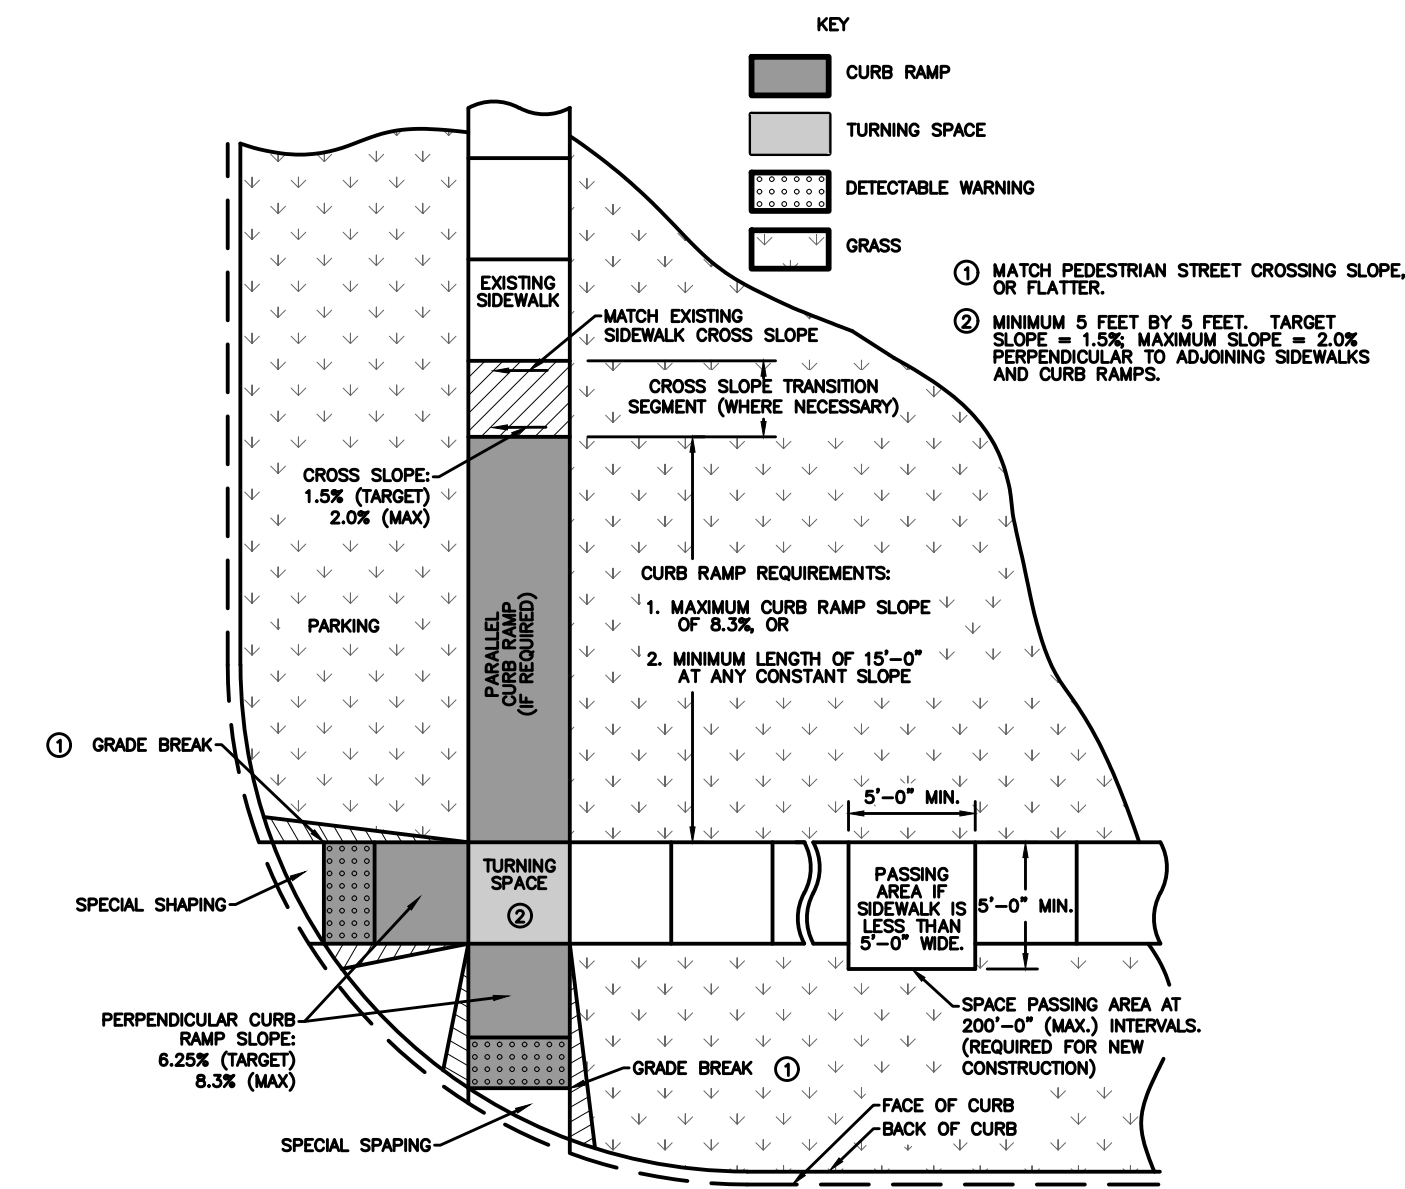 KEY
CURB RAMP
TURNING SPACE
DETECTABLE WARNING
GRASS
① MATCH PEDESTRIAN STREET CROSSING SLOPE,
OR FLATTER.
② MINIMUM 5 FEET BY 5 FEET. TARGET
SLOPE = 1.5%; MAXIMUM SLOPE = 2.0%
PERPENDICULAR TO ADJOINING SIDEWALKS
AND CURB RAMPS.
EXISTING
SIDEWALK
MATCH EXISTING
SIDEWALK CROSS SLOPE
CROSS SLOPE TRANSITION
SEGMENT (WHERE NECESSARY)
CROSS SLOPE:
1.5% (TARGET)
2.0% (MAX)
CURB RAMP REQUIREMENTS:
1. MAXIMUM CURB RAMP SLOPE
OF 8.3%, OR
2. MINIMUM LENGTH OF 15'-0"
AT ANY CONSTANT SLOPE
PARKING
PARALLEL
CURB RAMP
(IF REQUIRED)
① GRADE BREAK
5'-0" MIN.
TURNING
SPACE
②
PASSING
AREA IF
SIDEWALK IS
LESS THAN
5'-0" WIDE.
5'-0" MIN.
SPECIAL SHAPING
PERPENDICULAR CURB
RAMP SLOPE:
6.25% (TARGET)
8.3% (MAX)
SPACE PASSING AREA AT
200'-0" (MAX.) INTERVALS.
(REQUIRED FOR NEW
CONSTRUCTION)
GRADE BREAK ①
FACE OF CURB
BACK OF CURB
SPECIAL SPAPING